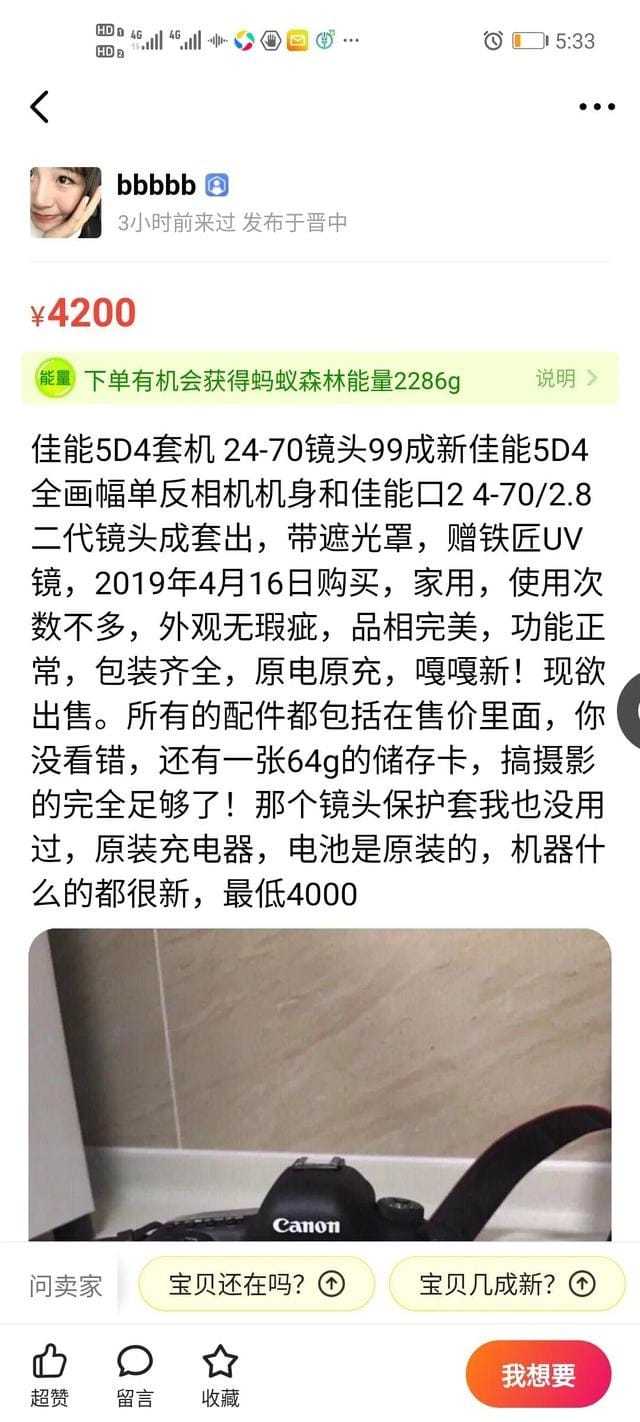 HD 1 4G 4G
HD 2 5:33
bbbbb
3小时前来过 发布于晋中
¥4200
能量 下单有机会获得蚂蚁森林能量2286g 说明
佳能5D4套机 24-70镜头99成新佳能5D4
全画幅单反相机机身和佳能口2 4-70/2.8
二代镜头成套出，带遮光罩，赠铁匠UV
镜，2019年4月16日购买，家用，使用次
数不多，外观无瑕疵，品相完美，功能正
常，包装齐全，原电原充，嘎嘎新！现欲
出售。所有的配件都包括在售价里面，你
没看错，还有一张64g的储存卡，搞摄影
的完全足够了！那个镜头保护套我也没用
过，原装充电器，电池是原装的，机器什
么的都很新，最低4000
Canon
问卖家 宝贝还在吗？ 宝贝几成新？
超赞 留言 收藏 我想要